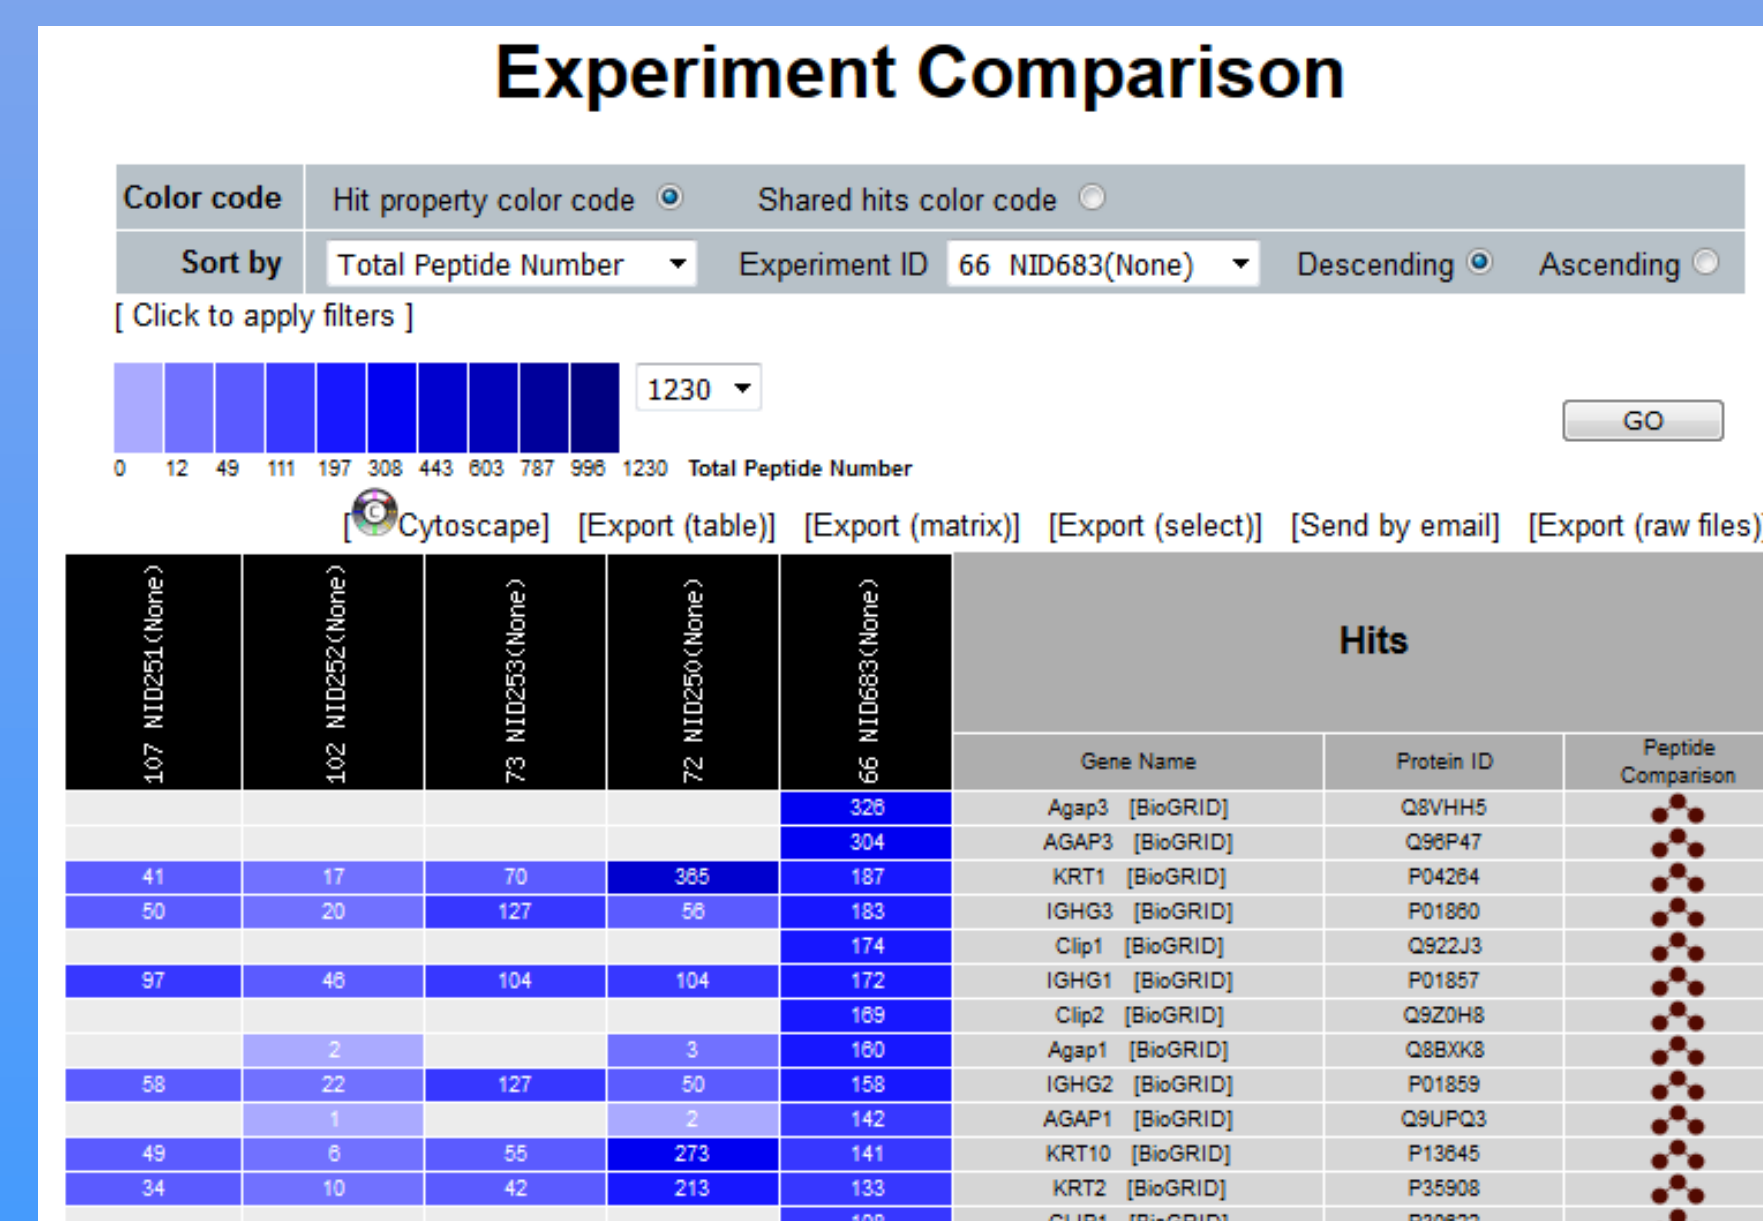 Experiment Comparison
Color code Hit property color code Shared hits color code
Sort by Total Peptide Number Experiment ID 66 NID683(None) Descending Ascending
[ Click to apply filters ]
1230
GO
0 12 49 111 197 308 443 603 787 996 1230 Total Peptide Number
[Cytoscape] [Export (table)] [Export (matrix)] [Export (select)] [Send by email] [Export (raw files)]
107 NID251(None) 102 NID252(None) 73 NID253(None) 72 NID250(None) 66 NID683(None) Hits
Gene Name Protein ID Peptide Comparison
326 Agap3 [BioGRID] Q8VHH5
304 AGAP3 [BioGRID] Q96P47
41 17 70 365 187 KRT1 [BioGRID] P04264
50 20 127 56 183 IGHG3 [BioGRID] P01860
174 Clip1 [BioGRID] Q922J3
97 46 104 104 172 IGHG1 [BioGRID] P01857
169 Clip2 [BioGRID] Q9Z0H8
2 3 160 Agap1 [BioGRID] Q8BXK8
58 22 127 50 158 IGHG2 [BioGRID] P01859
1 2 142 AGAP1 [BioGRID] Q9UPQ3
49 6 55 273 141 KRT10 [BioGRID] P13645
34 10 42 213 133 KRT2 [BioGRID] P35908
CLIP1 [BioGRID] P30622